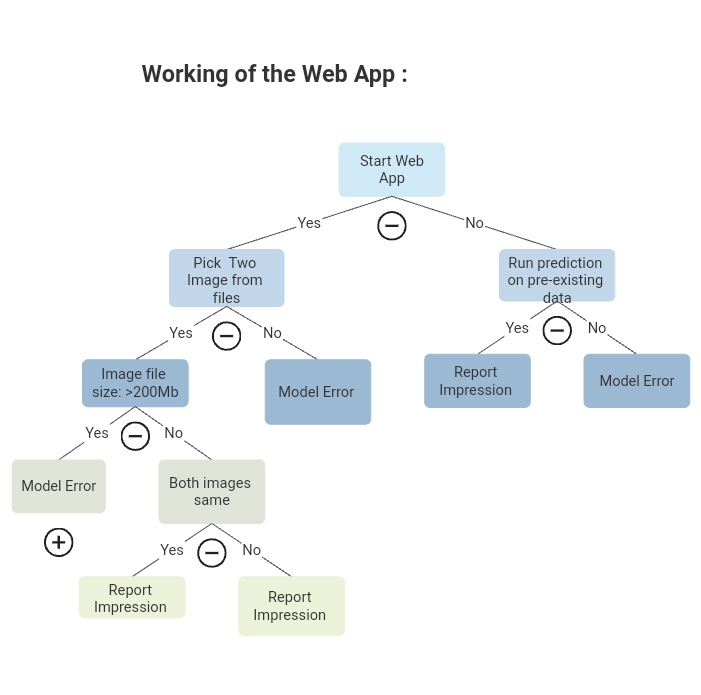 Working of the Web App :
Start Web
App
Yes
No
Pick  Two
Image from
files
Run prediction
on pre-existing
data
Yes
No
Yes
No
Image file
size: >200Mb
Model Error
Report
Impression
Model Error
Yes
No
Model Error
Both images
same
Yes
No
Report
Impression
Report
Impression